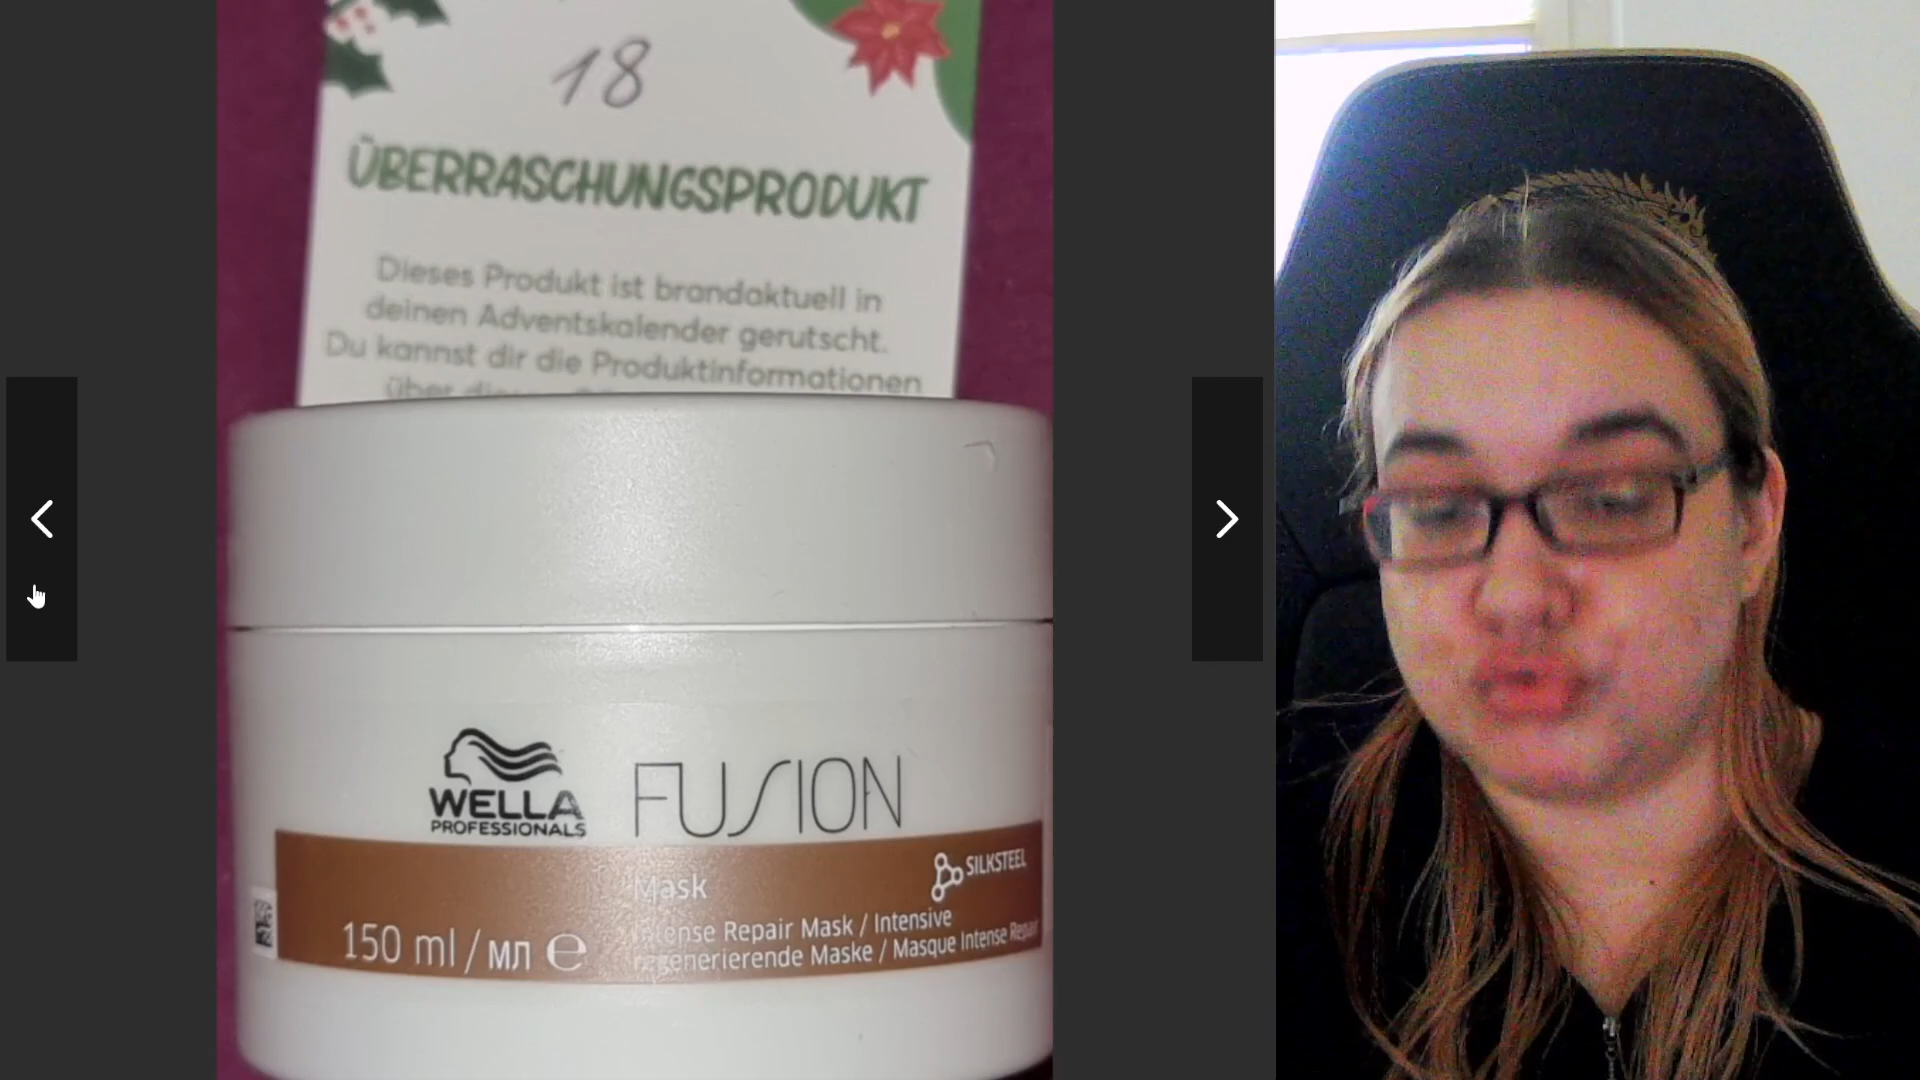 18
ÜBERRASCHUNGSPRODUKT
Dieses Produkt ist brandaktuell in
deinen Adventskalender gerutscht.
Du kannst dir die Produktinformationen
über
WELLA
PROFESSIONALS
FUSION
SILKSTEEL
Mask
150 ml / мл e
Intense Repair Mask / Intensive
regenerierende Maske / Masque Intense Repair